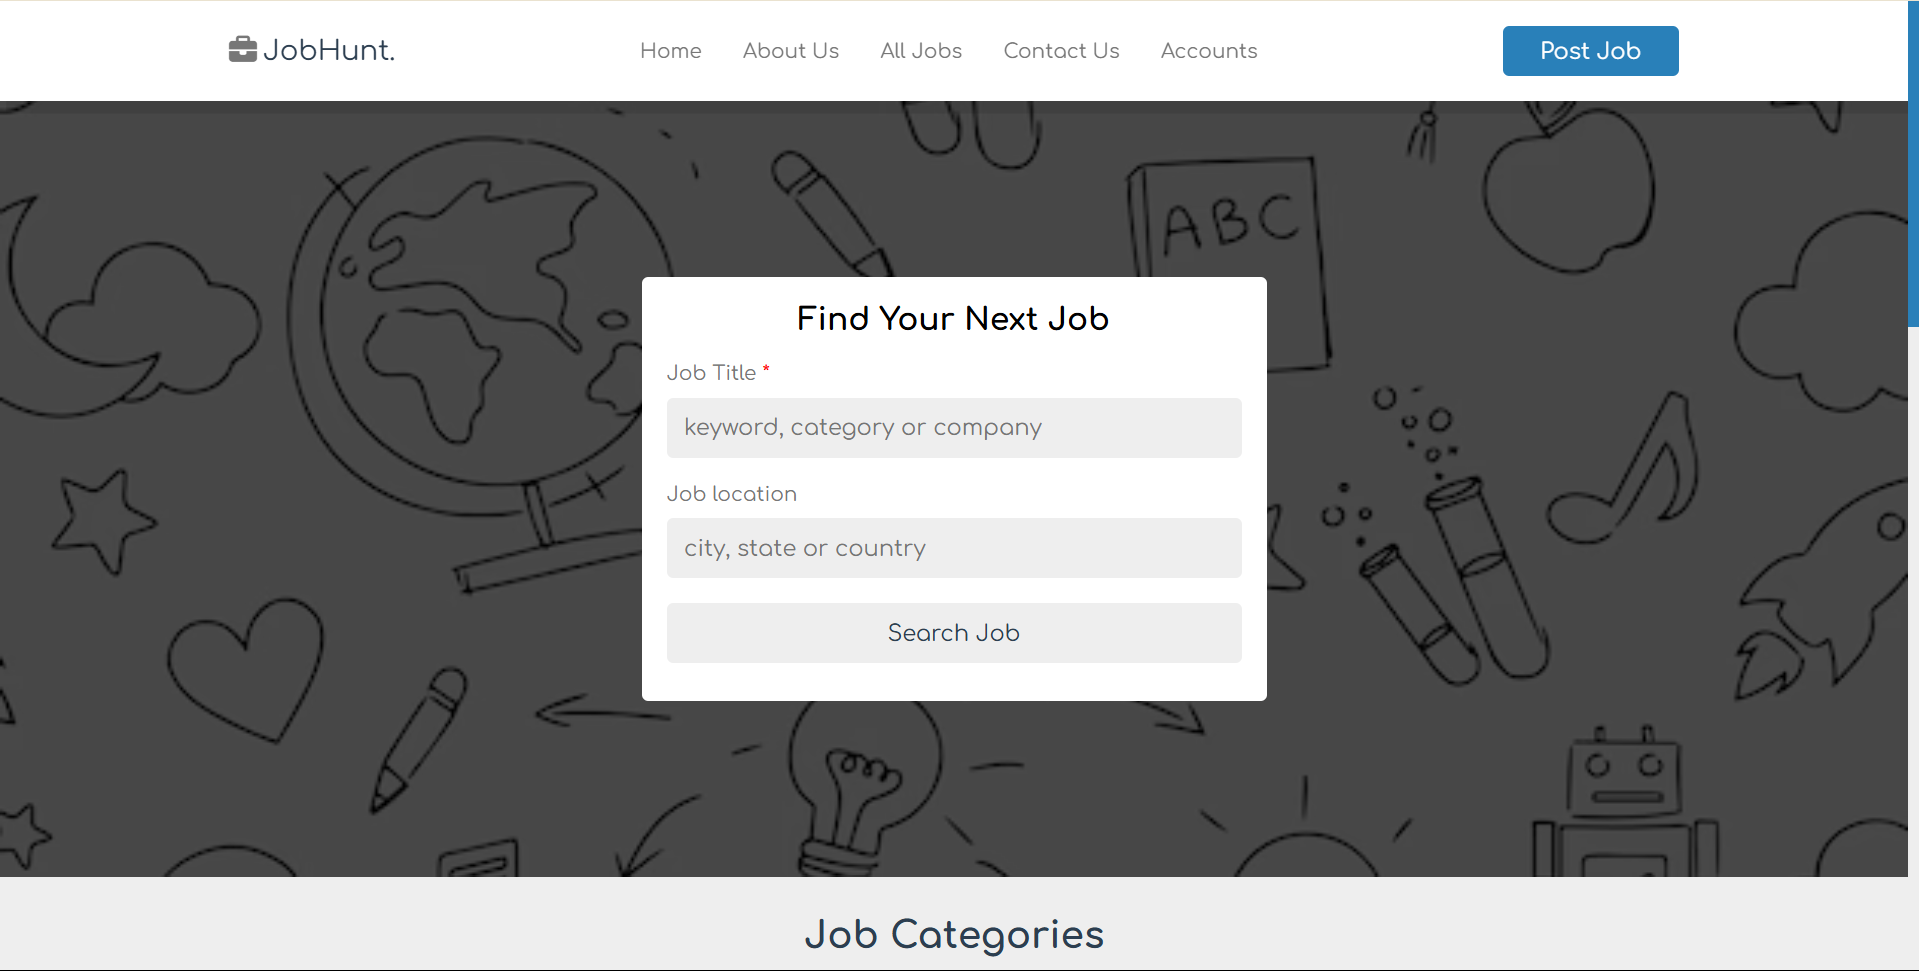 JobHunt.
Home About Us All Jobs Contact Us Accounts
Post Job
ABC
Find Your Next Job
Job Title *
keyword, category or company
Job location
city, state or country
Search Job
Job Categories